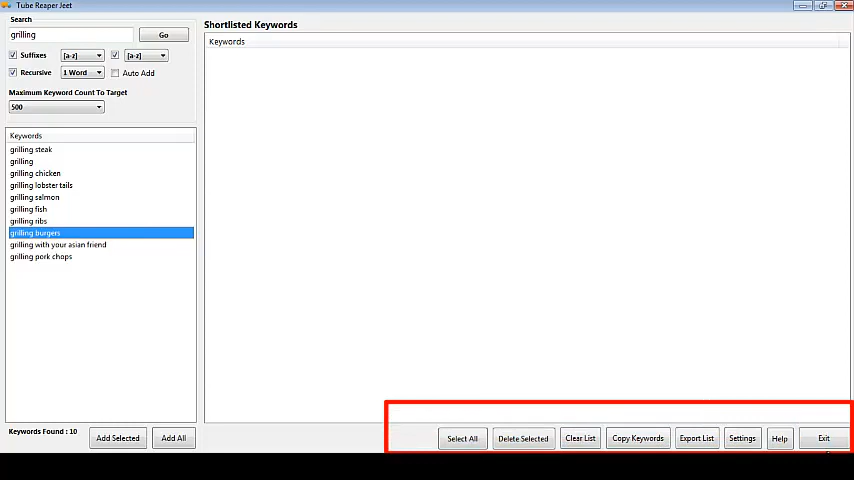 Tube Reaper Jeet
Search
grilling
Go
Suffixes
[a-z]
[a-z]
Recursive
1 Word
Auto Add
Maximum Keyword Count To Target
500
Keywords
grilling steak
grilling
grilling chicken
grilling lobster tails
grilling salmon
grilling fish
grilling ribs
grilling burgers
grilling with your asian friend
grilling pork chops
Keywords Found : 10
Add Selected
Add All
Shortlisted Keywords
Keywords
Select All
Delete Selected
Clear List
Copy Keywords
Export List
Settings
Help
Exit